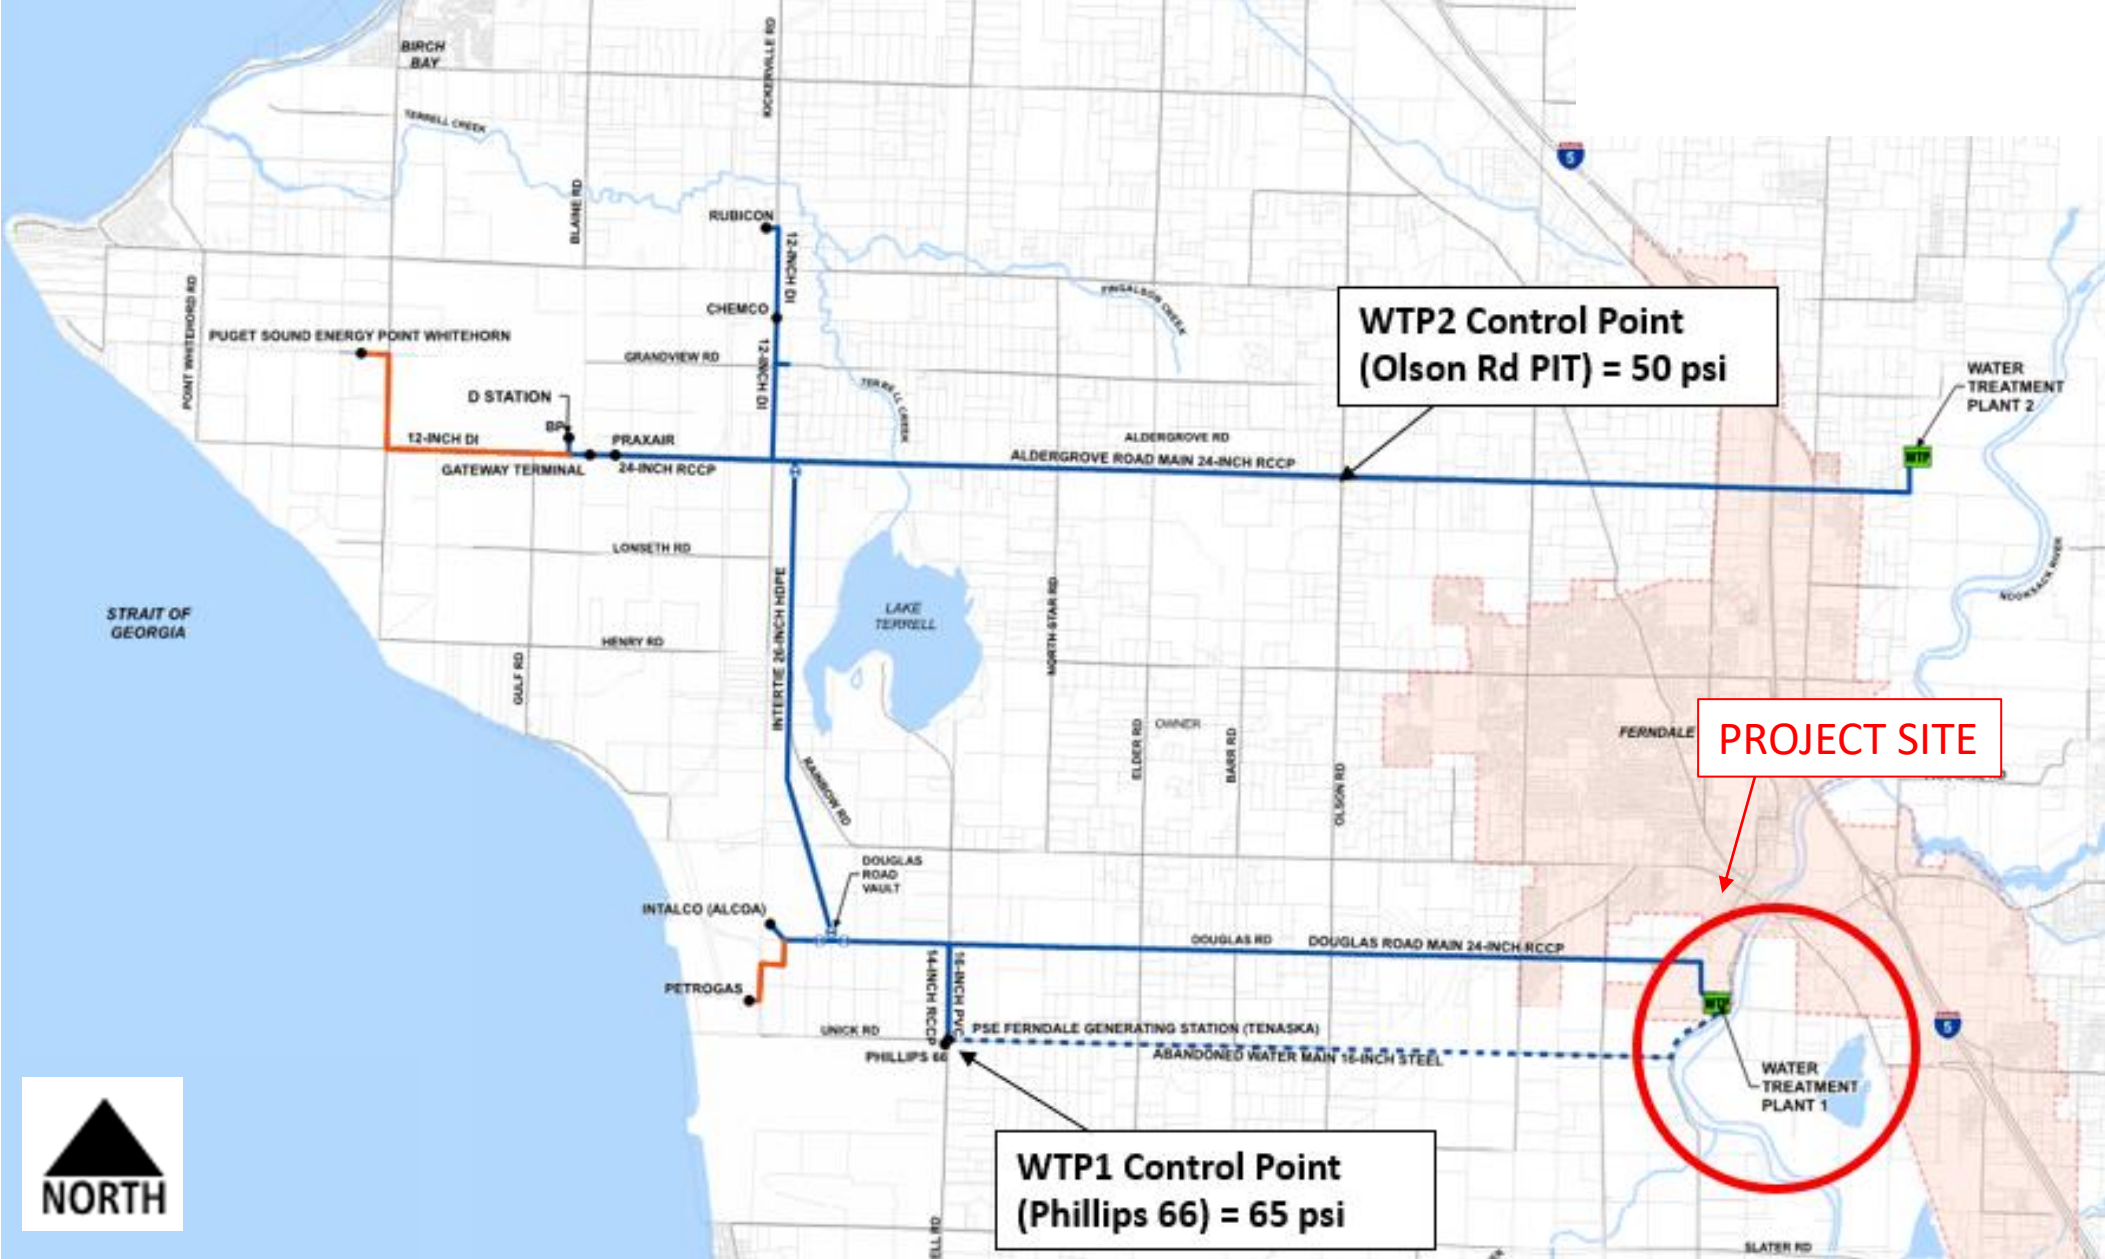 BIRCH
BAY
KICKERVILLE RD
TERRELL CREEK
5
BLAINE RD
RUBICON
12-INCH DI
POINT WHITEHORD RD
CHEMCO
PUGET SOUND ENERGY POINT WHITEHORN
GRANDVIEW RD
12-INCH DI
TERRELL CREEK
WTP2 Control Point
(Olson Rd PIT) = 50 psi
WATER
TREATMENT
PLANT 2
D STATION
BP
12-INCH DI
PRAXAIR
GATEWAY TERMINAL
24-INCH RCCP
ALDERGROVE RD
ALDERGROVE ROAD MAIN 24-INCH RCCP
WTP
LONSETH RD
NOOKSACK RIVER
STRAIT OF
GEORGIA
INTERTIE 26-INCH HDPE
LAKE
TERRELL
NORTH STAR RD
HENRY RD
GULF RD
ELDER RD
OWNER
BARR RD
OLSON RD
FERNDALE
PROJECT SITE
RAINBOW RD
DOUGLAS
ROAD
VAULT
INTALCO (ALCOA)
DOUGLAS RD
DOUGLAS ROAD MAIN 24-INCH RCCP
14-INCH RCCP
16-INCH PVC
PETROGAS
WTP
UNICK RD
PSE FERNDALE GENERATING STATION (TENASKA)
PHILLIPS 66
ABANDONED WATER MAIN 16-INCH STEEL
5
WATER
TREATMENT
PLANT 1
WTP1 Control Point
(Phillips 66) = 65 psi
NORTH
SLATER RD